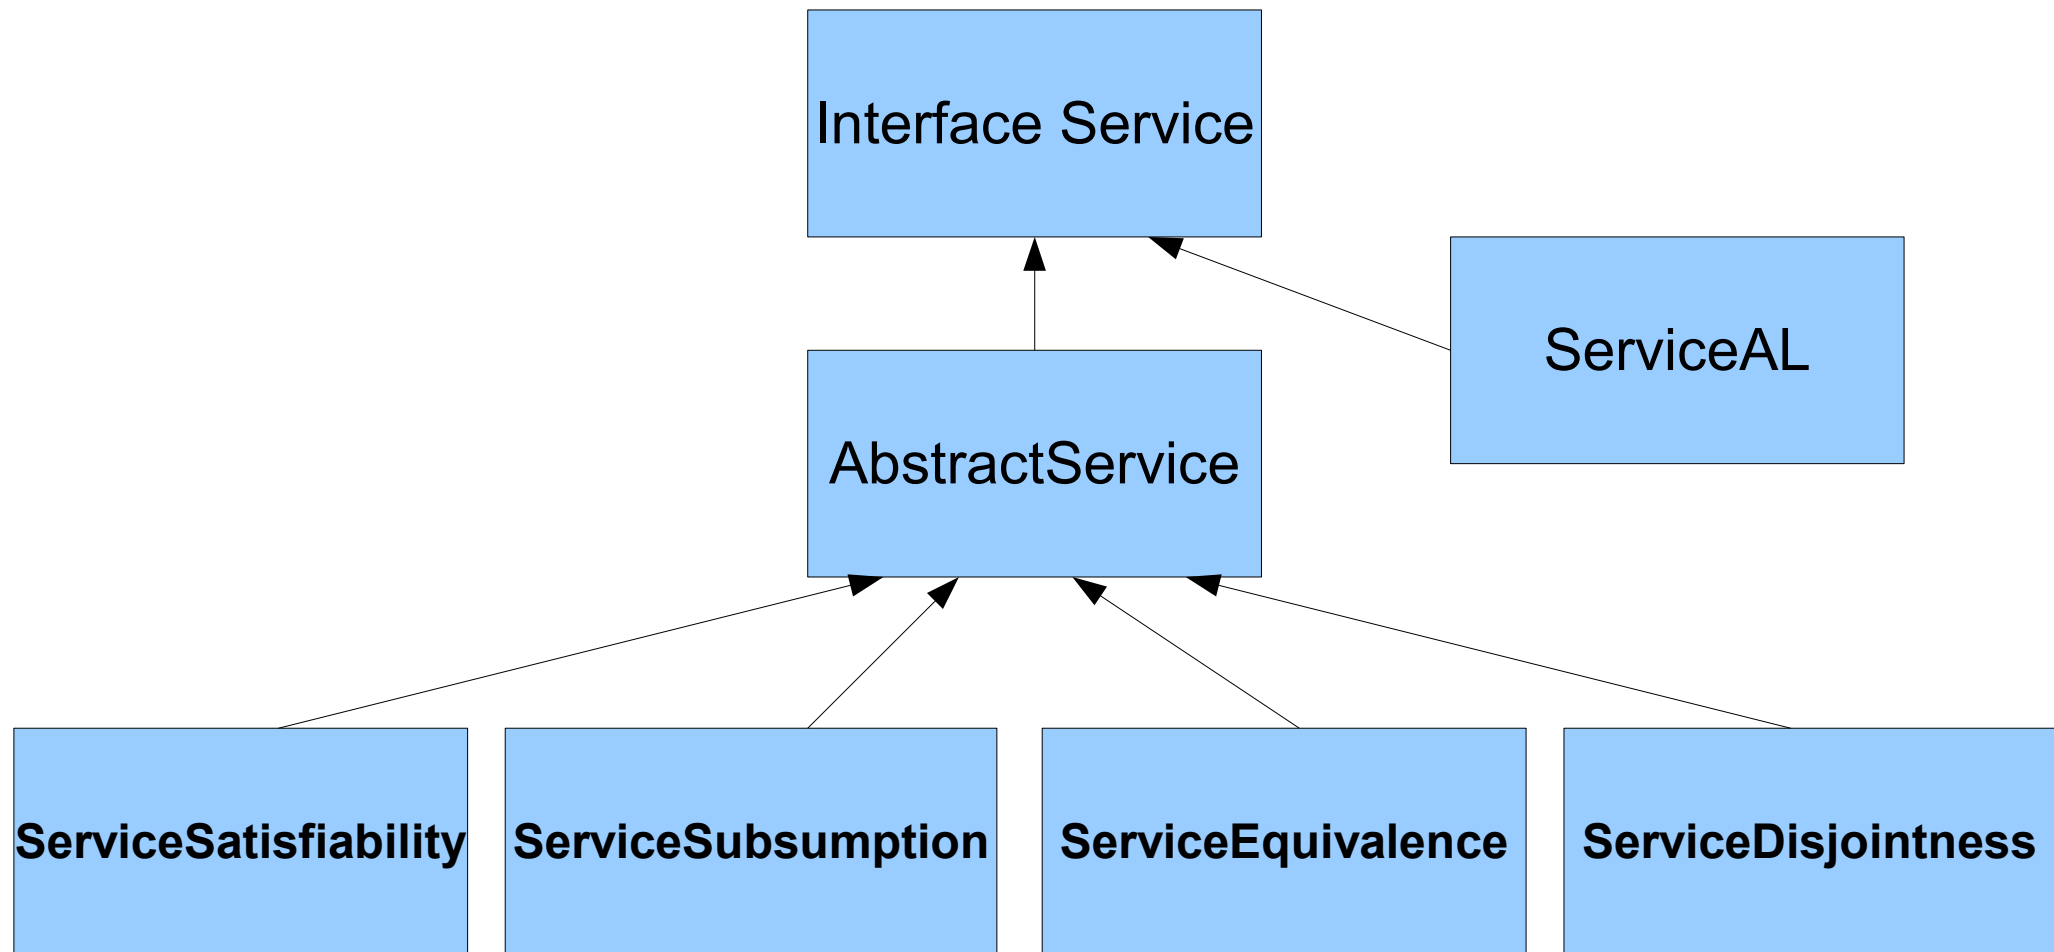 Interface Service
ServiceAL
AbstractService
ServiceSatisfiability
ServiceSubsumption
ServiceEquivalence
ServiceDisjointness